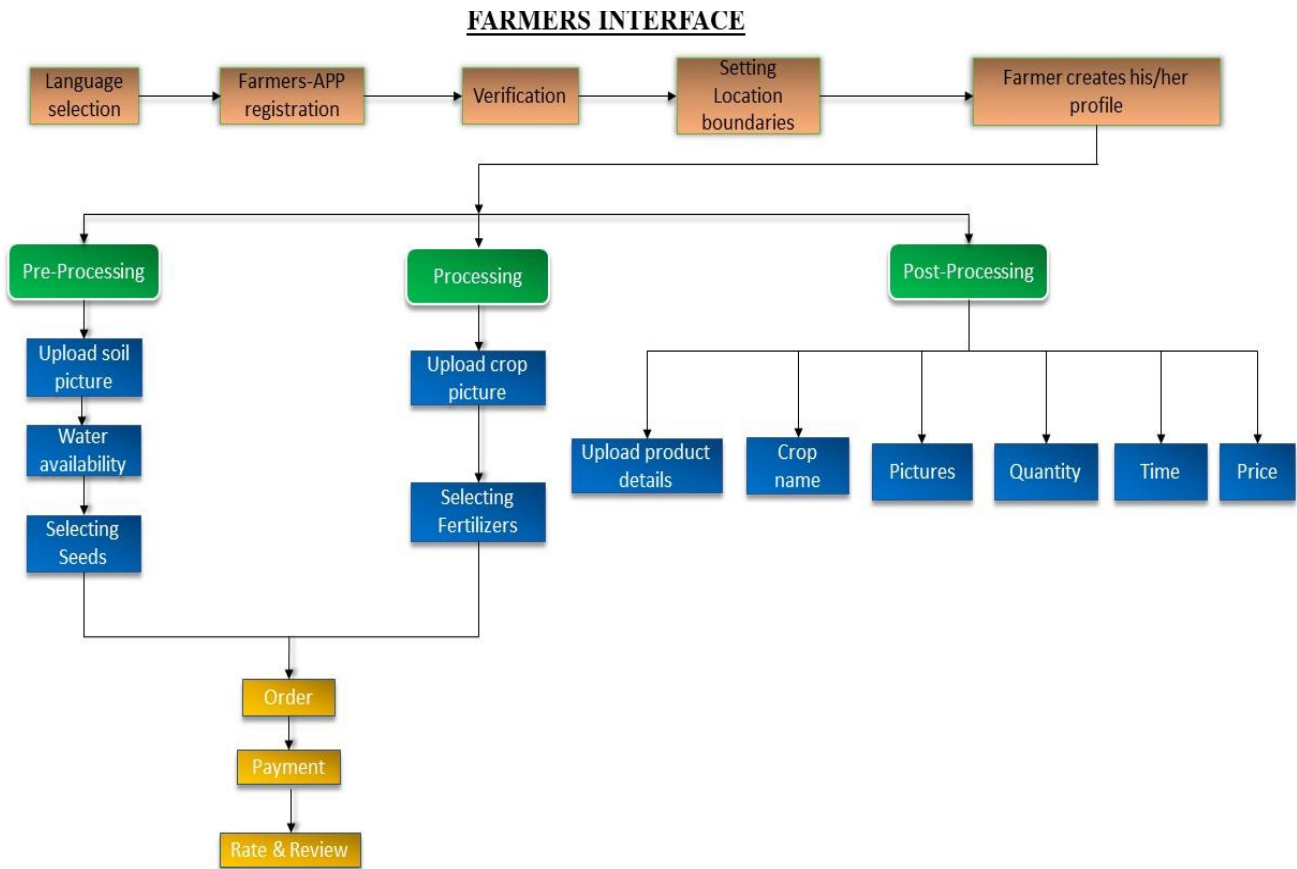 FARMERS INTERFACE
Language
selection
Farmers-APP
registration
Verification
Setting
Location
boundaries
Farmer creates his/her
profile
Pre-Processing
Processing
Post-Processing
Upload soil
picture
Water
availability
Selecting
Seeds
Upload crop
picture
Selecting
Fertilizers
Upload product
details
Crop
name
Pictures
Quantity
Time
Price
Order
Payment
Rate & Review